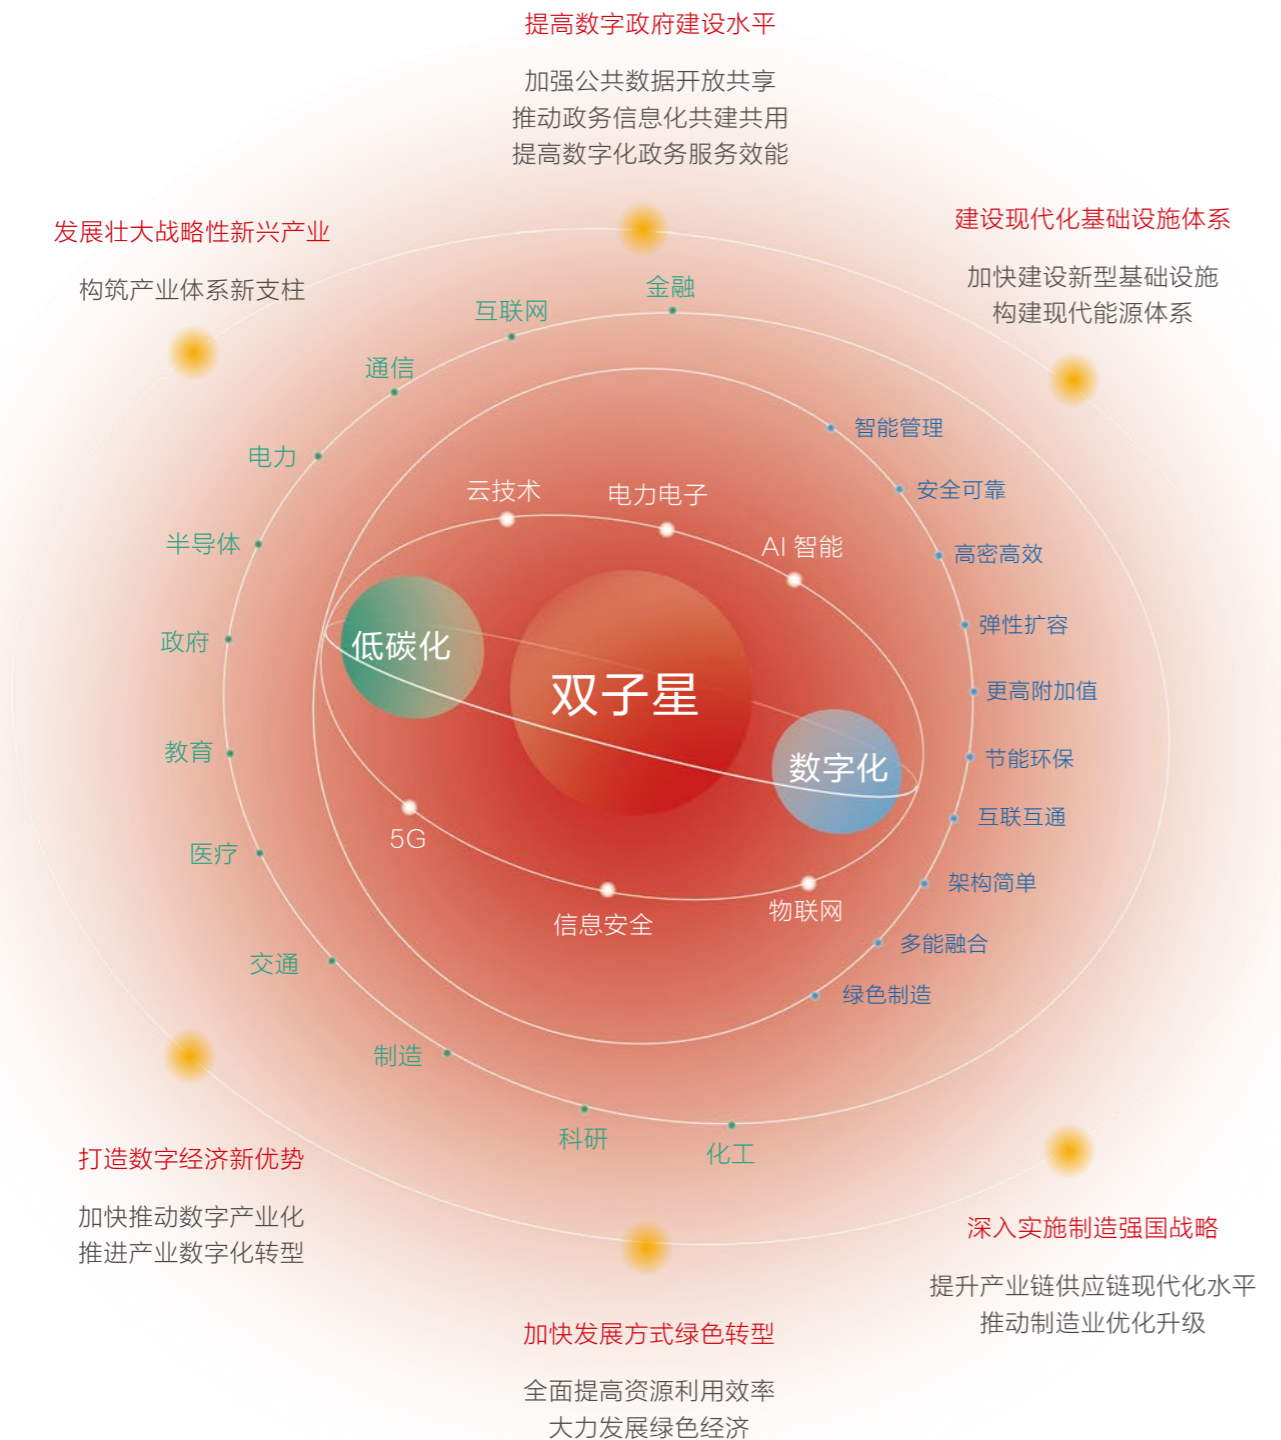 提高数字政府建设水平
加强公共数据开放共享
推动政务信息化共建共用
提高数字化政务服务效能
发展壮大战略性新兴产业
构筑产业体系新支柱
建设现代化基础设施体系
加快建设新型基础设施
构建现代能源体系
金融
互联网
通信
电力
半导体
政府
教育
医疗
交通
制造
科研
化工
智能管理
安全可靠
高密高效
弹性扩容
更高附加值
节能环保
互联互通
架构简单
多能融合
绿色制造
云技术
电力电子
AI 智能
低碳化
双子星
数字化
5G
信息安全
物联网
打造数字经济新优势
加快推动数字产业化
推进产业数字化转型
加快发展方式绿色转型
全面提高资源利用效率
大力发展绿色经济
深入实施制造强国战略
提升产业链供应链现代化水平
推动制造业优化升级